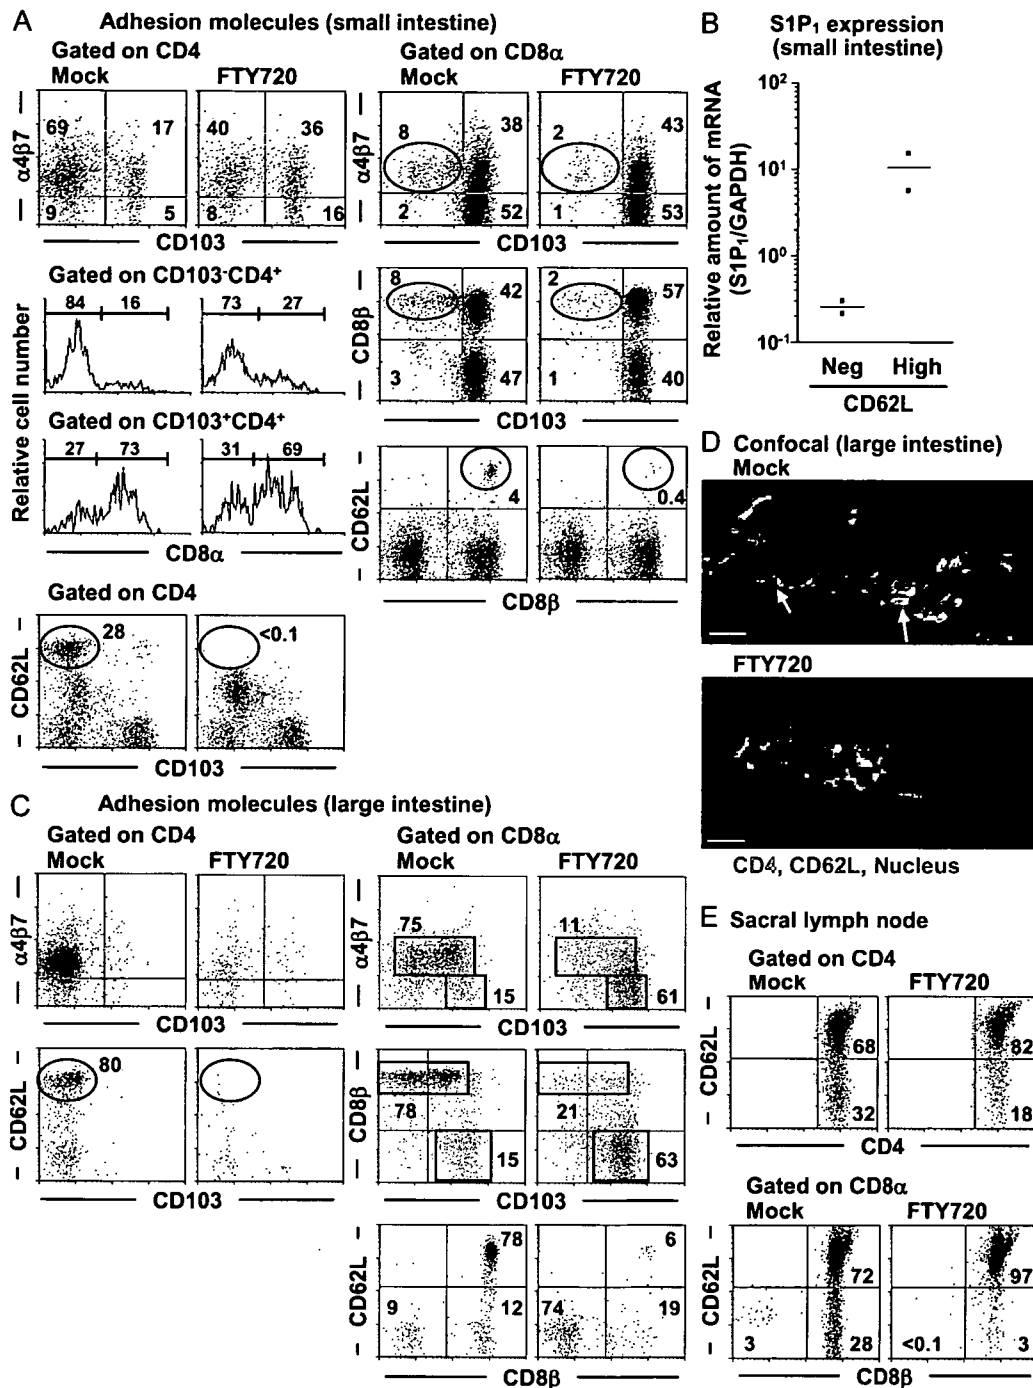 A Adhesion molecules (small intestine)
Gated on CD4
Mock FTY720
α4β7
69 17 40 36
9 5 8 16
CD103
Gated on CD8α
Mock FTY720
α4β7
8 38 2 43
2 52 1 53
CD103
Relative cell number
Gated on CD103-CD4+
84 16 73 27
Gated on CD103+CD4+
27 73 31 69
CD8α
CD8β
8 42 2 57
3 47 1 40
CD103
CD62L
4 0.4
CD8β
Gated on CD4
CD62L
28 <0.1
CD103
B S1P1 expression
(small intestine)
Relative amount of mRNA
(S1P1/GAPDH)
10²
10¹
10⁰
10-1
Neg High
CD62L
D Confocal (large intestine)
Mock
FTY720
CD4, CD62L, Nucleus
C Adhesion molecules (large intestine)
Gated on CD4
Mock FTY720
α4β7
CD103
CD62L
80
CD103
Gated on CD8α
Mock FTY720
α4β7
75 11
15 61
CD103
CD8β
78 21
15 63
CD103
CD62L
78 6
9 12 74 19
CD8β
E Sacral lymph node
Gated on CD4
Mock FTY720
CD62L
68 82
32 18
CD4
Gated on CD8α
Mock FTY720
CD62L
72 97
3 28 <0.1 3
CD8β